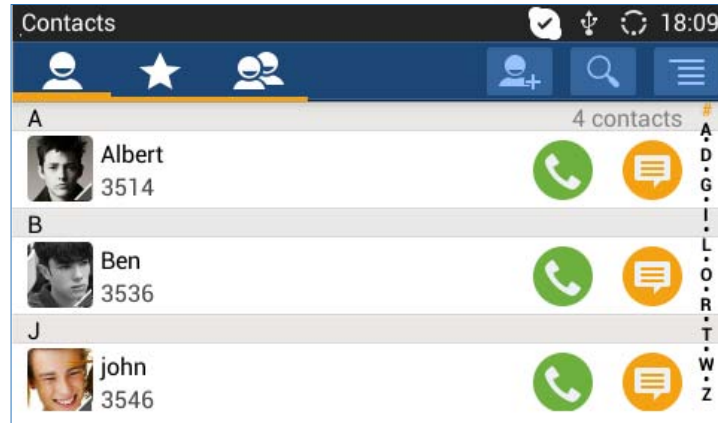 Contacts 18:09
A 4 contacts
Albert
3514
B
Ben
3536
J
john
3546
#
A
D
G
I
L
O
R
T
W
Z